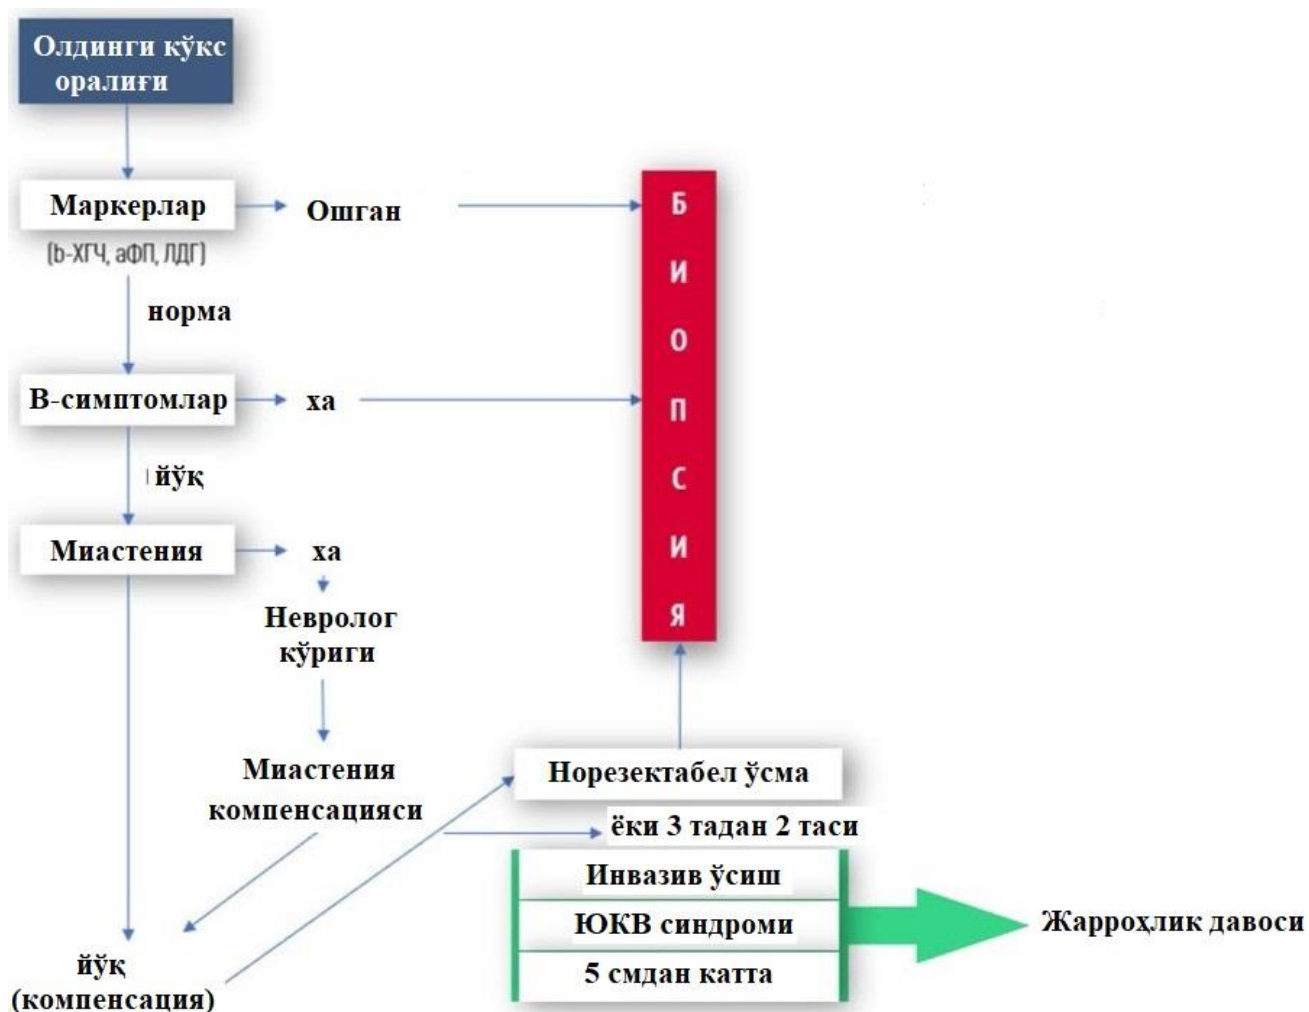 Олдинги кўкс
оралиғи
Маркерлар
Ошган
(b-ХГЧ, аФП, ЛДГ)
норма
В-симптомлар
ха
йўқ
Миастения
ха
Невролог
кўриги
Миастения
компенсацияси
йўқ
(компенсация)
БИОПСИЯ
Норезектабел ўсма
ёки 3 тадан 2 таси
Инвазив ўсиш
ЮКВ синдроми
5 смдан катта
Жарроҳлик давоси